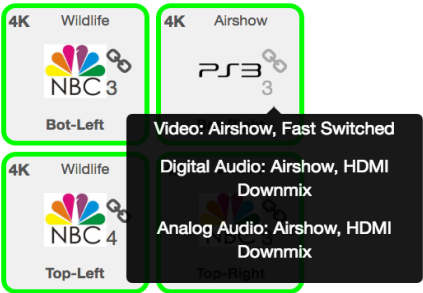 4K Wildlife
NBC 3
Bot-Left
4K Airshow
PS3
3
Video: Airshow, Fast Switched
Digital Audio: Airshow, HDMI
Downmix
Analog Audio: Airshow, HDMI
Downmix
4K Wildlife
NBC 4
Top-Left
Top-Right